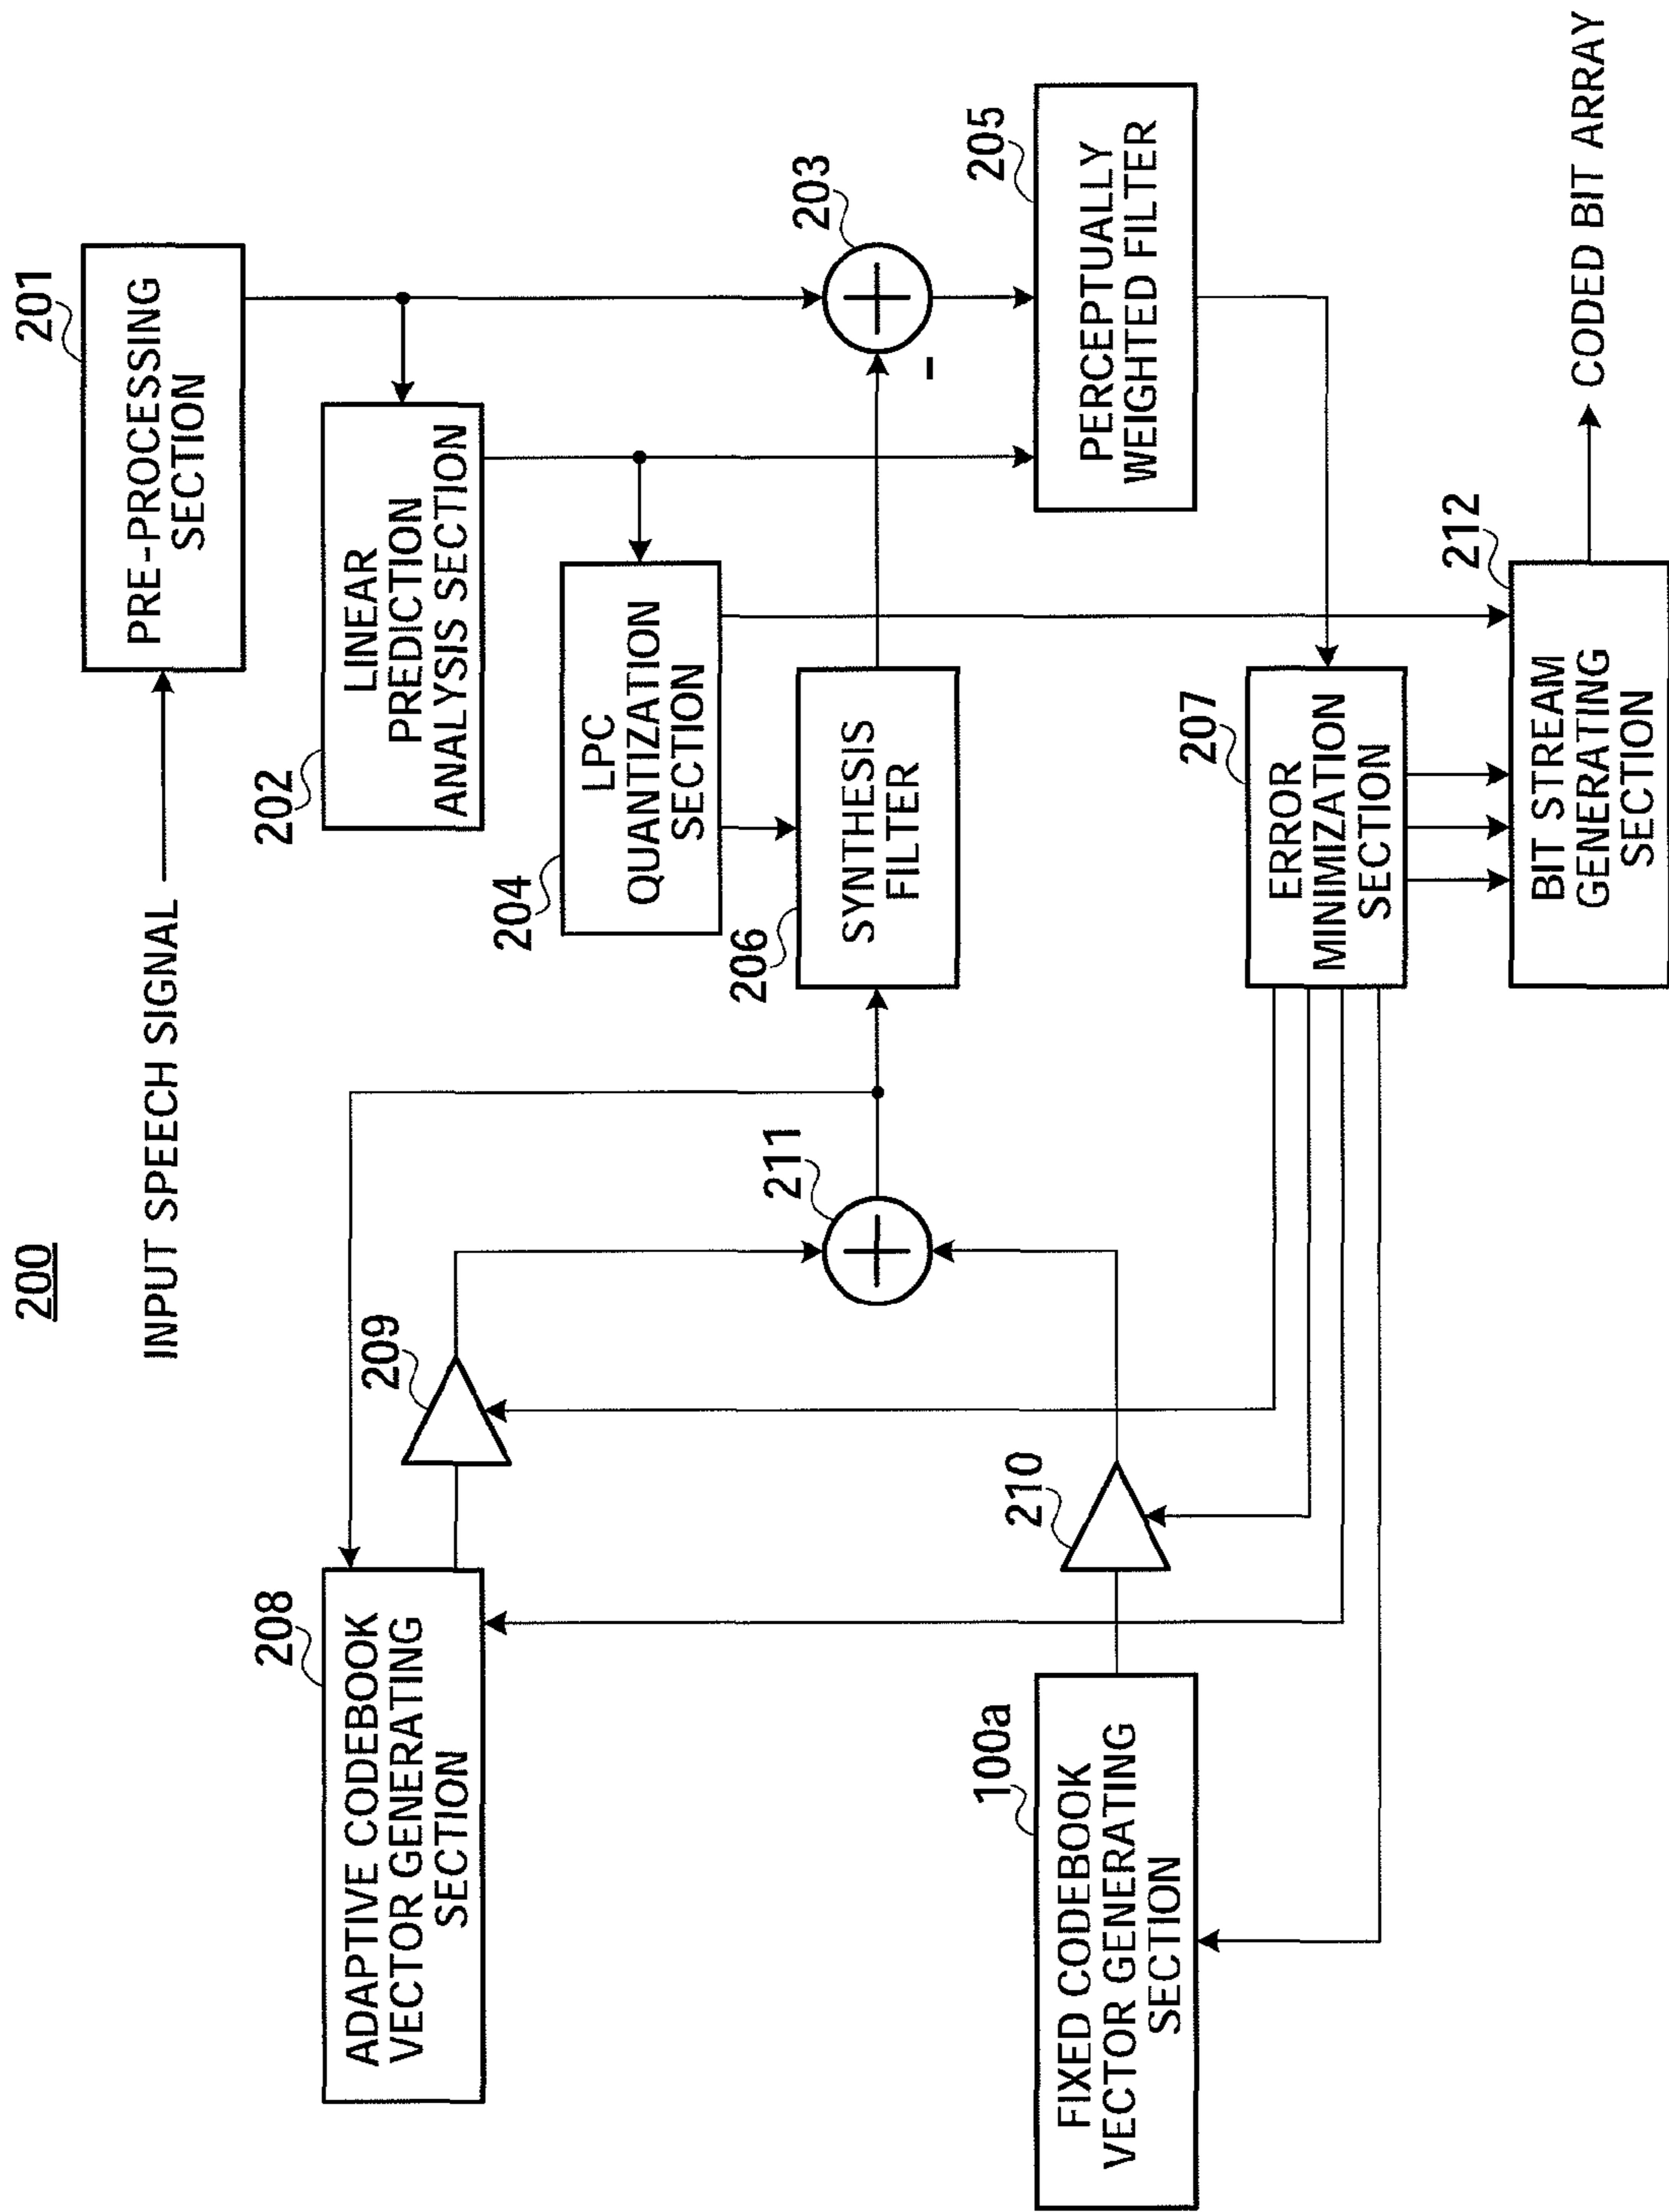 200
INPUT SPEECH SIGNAL
201
PRE-PROCESSING
SECTION
202
LINEAR
PREDICTION
ANALYSIS SECTION
203
204
LPC
QUANTIZATION
SECTION
205
PERCEPTUALLY
WEIGHTED FILTER
206
SYNTHESIS
FILTER
207
ERROR
MINIMIZATION
SECTION
208
ADAPTIVE CODEBOOK
VECTOR GENERATING
SECTION
209
210
211
100a
FIXED CODEBOOK
VECTOR GENERATING
SECTION
212
BIT STREAM
GENERATING
SECTION
CODED BIT ARRAY